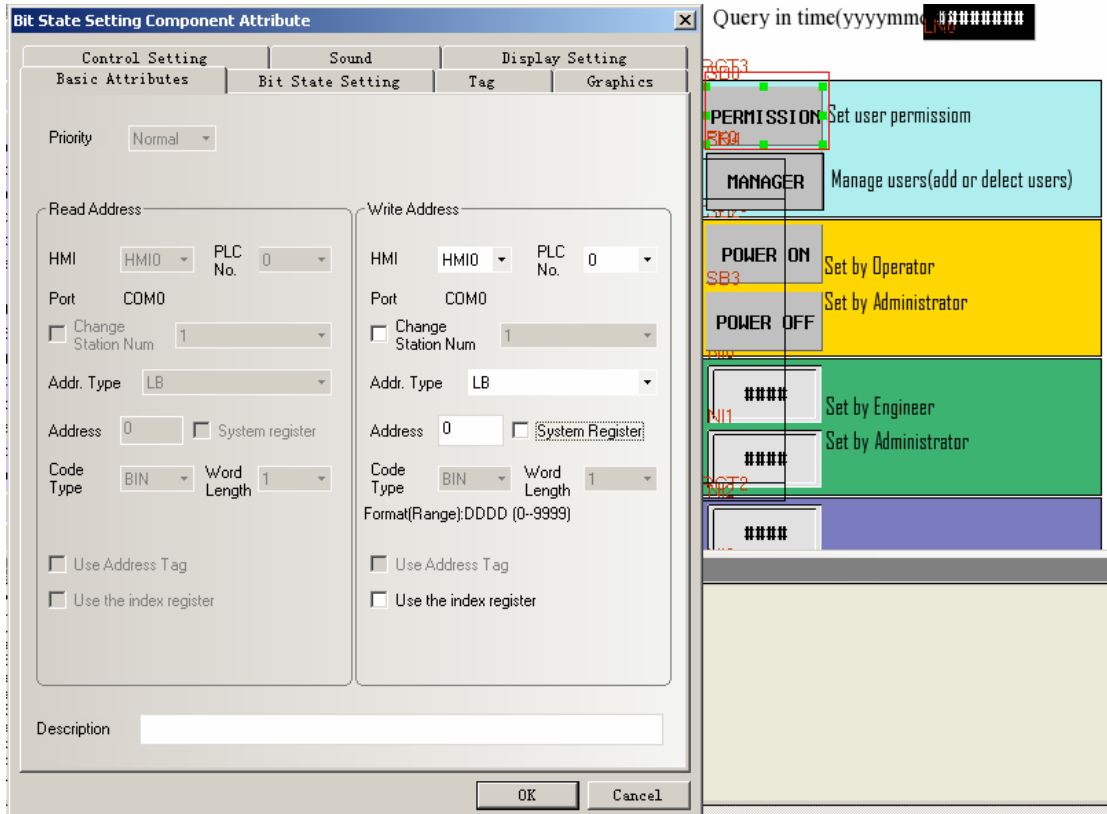 Bit State Setting Component Attribute
Control Setting Sound Display Setting
Basic Attributes Bit State Setting Tag Graphics
Priority Normal
Read Address
HMI HMI0 PLC No. 0
Port COM0
Change Station Num 1
Addr. Type LB
Address 0 System register
Code Type BIN Word Length 1
Use Address Tag
Use the index register
Write Address
HMI HMI0 PLC No. 0
Port COM0
Change Station Num 1
Addr. Type LB
Address 0 System Register
Code Type BIN Word Length 1
Format(Range):DDDD (0--9999)
Use Address Tag
Use the index register
Description
OK Cancel
Query in time(yyyymm ########
PERMISSION Set user permissiom
MANAGER Manage users(add or delect users)
POWER ON Set by Operator
SB3
POWER OFF Set by Administrator
#### Set by Engineer
NI1
#### Set by Administrator
####